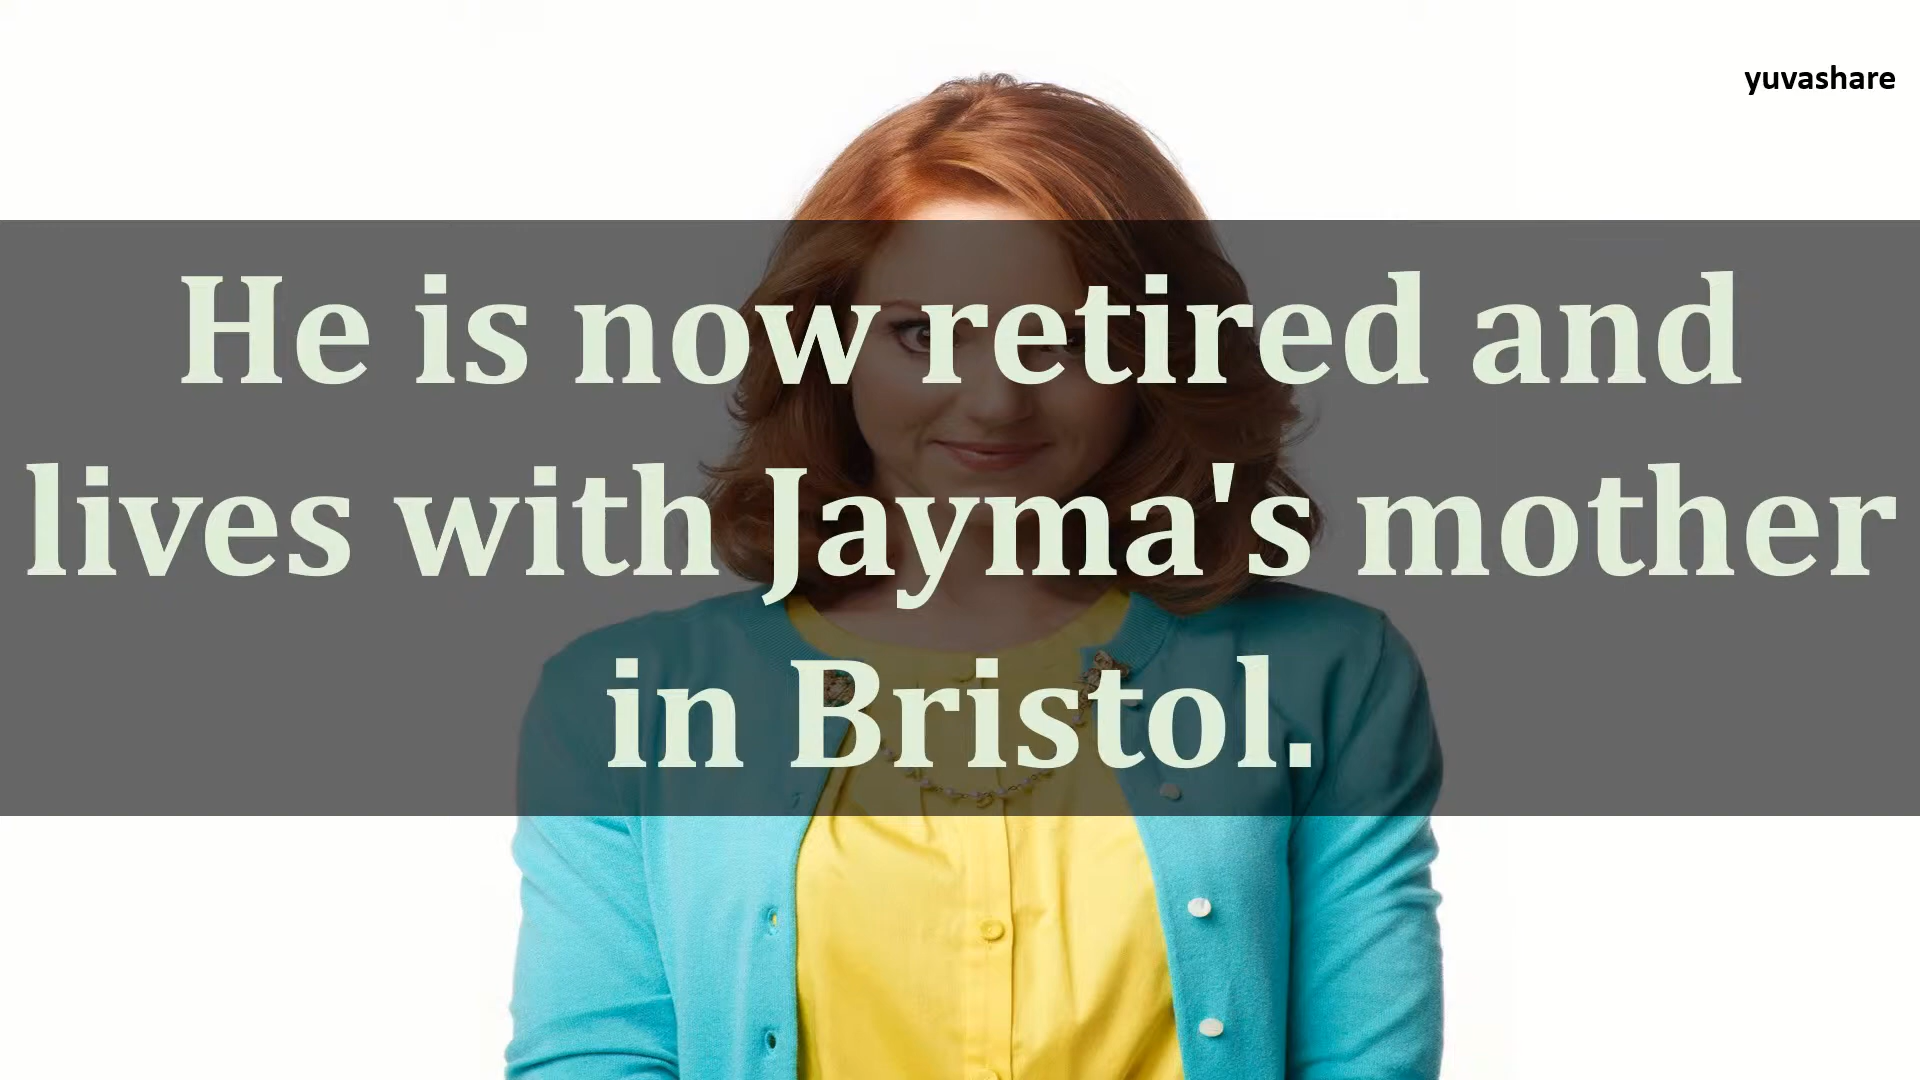 yuvashare
He is now retired and
lives with Jayma's mother
in Bristol.